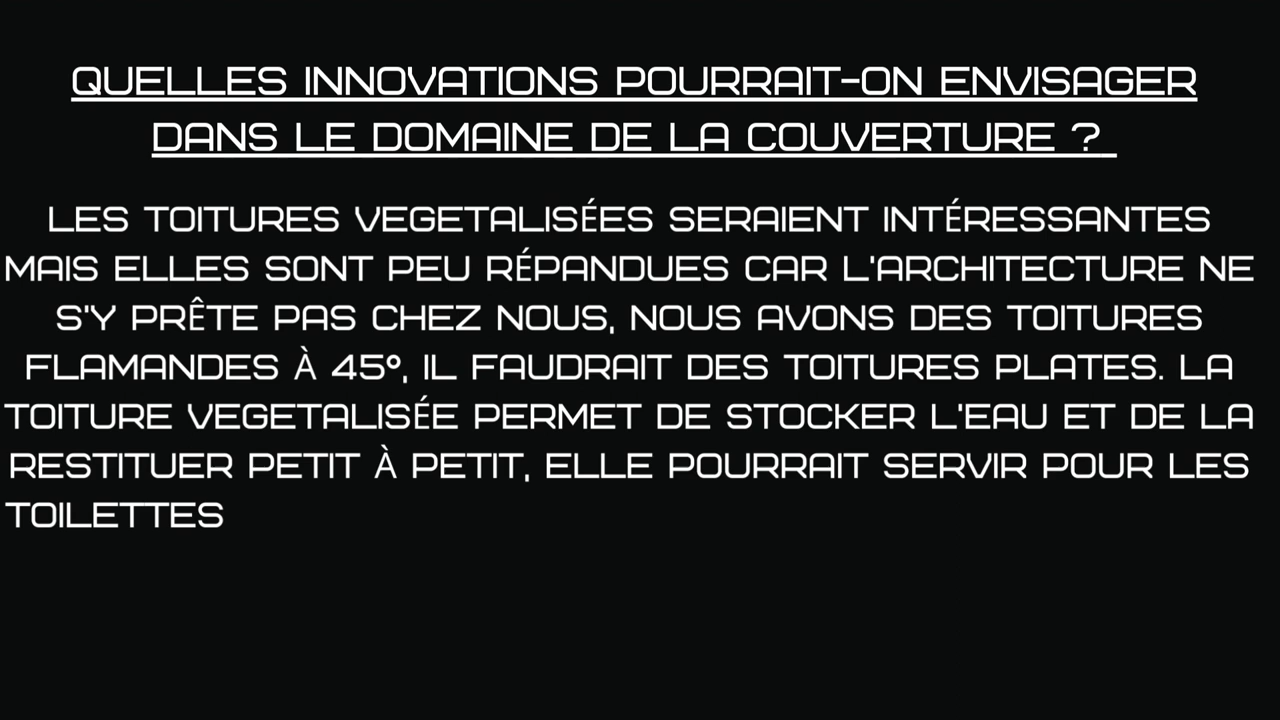 QUELLES INNOVATIONS POURRAIT-ON ENVISAGER
DANS LE DOMAINE DE LA COUVERTURE ?
LES TOITURES VEGETALISÉES SERAIENT INTÉRESSANTES
MAIS ELLES SONT PEU RÉPANDUES CAR L'ARCHITECTURE NE
S'Y PRÊTE PAS CHEZ NOUS, NOUS AVONS DES TOITURES
FLAMANDES À 45°, IL FAUDRAIT DES TOITURES PLATES. LA
TOITURE VEGETALISÉE PERMET DE STOCKER L'EAU ET DE LA
RESTITUER PETIT À PETIT, ELLE POURRAIT SERVIR POUR LES
TOILETTES